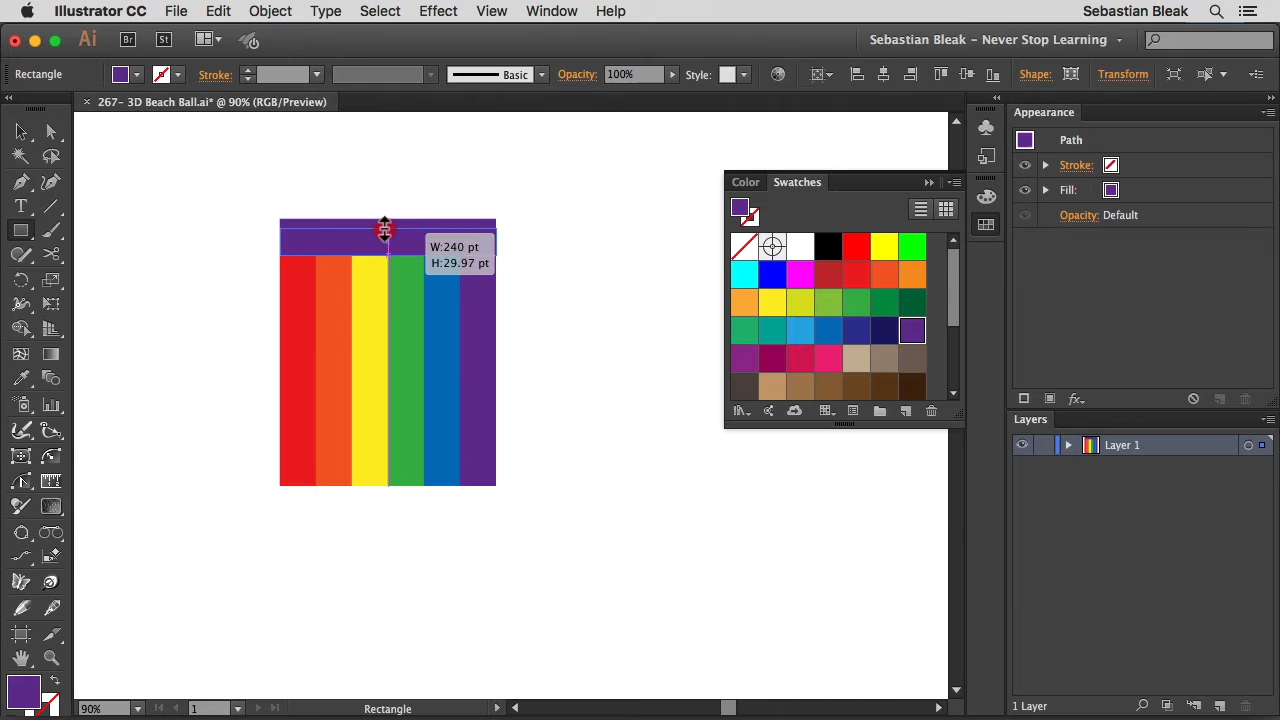 Illustrator CC File Edit Object Type Select Effect View Window Help Sebastian Bleak
Ai Br St Sebastian Bleak – Never Stop Learning
Rectangle Stroke: Basic Opacity: 100% Style: Shape: Transform
× 267- 3D Beach Ball.ai* @ 90% (RGB/Preview)
Appearance
Path
Stroke:
Fill:
Opacity: Default
fx
Color Swatches
W:240 pt
H:29.97 pt
T
Layers
Layer 1
1 Layer
90% 1 Rectangle